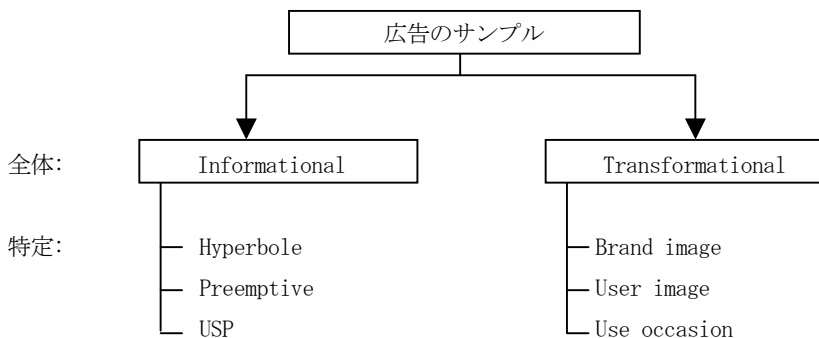 広告のサンプル
全体: Informational Transformational
特定: Hyperbole Brand image
Preemptive User image
USP Use occasion